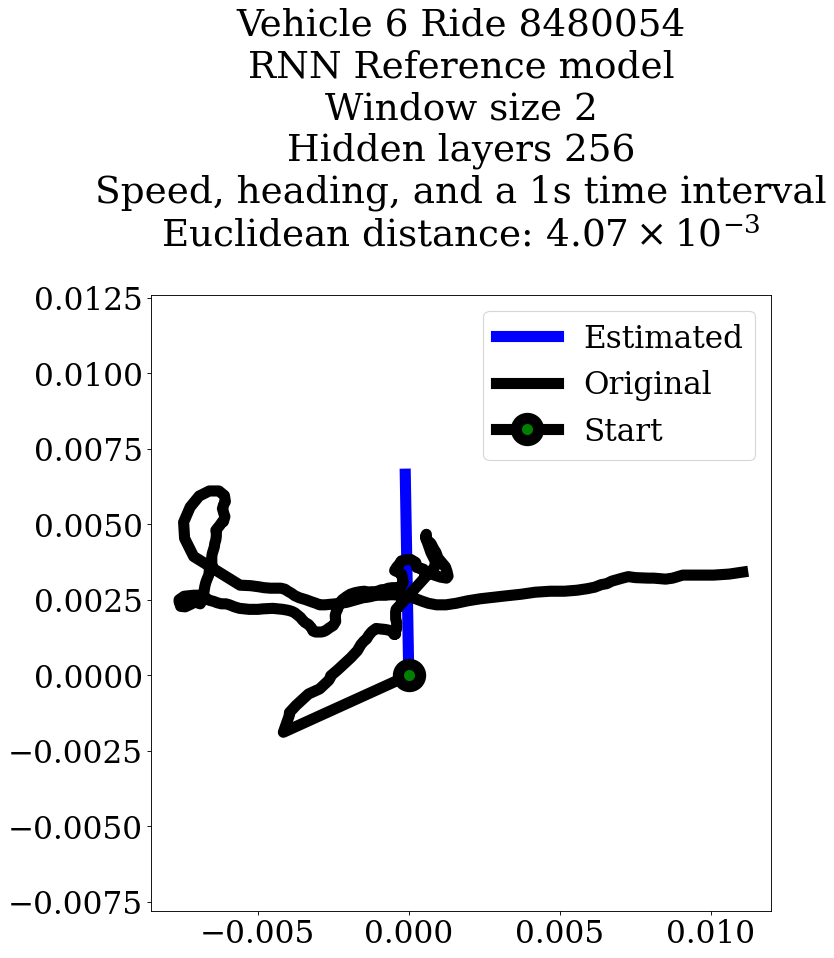 Vehicle 6 Ride 8480054
RNN Reference model
Window size 2
Hidden layers 256
Speed, heading, and a 1s time interval
Euclidean distance: 4.07 × 10⁻³
0.0125
0.0100
0.0075
0.0050
0.0025
0.0000
−0.0025
−0.0050
−0.0075
Estimated
Original
Start
−0.005 0.000 0.005 0.010